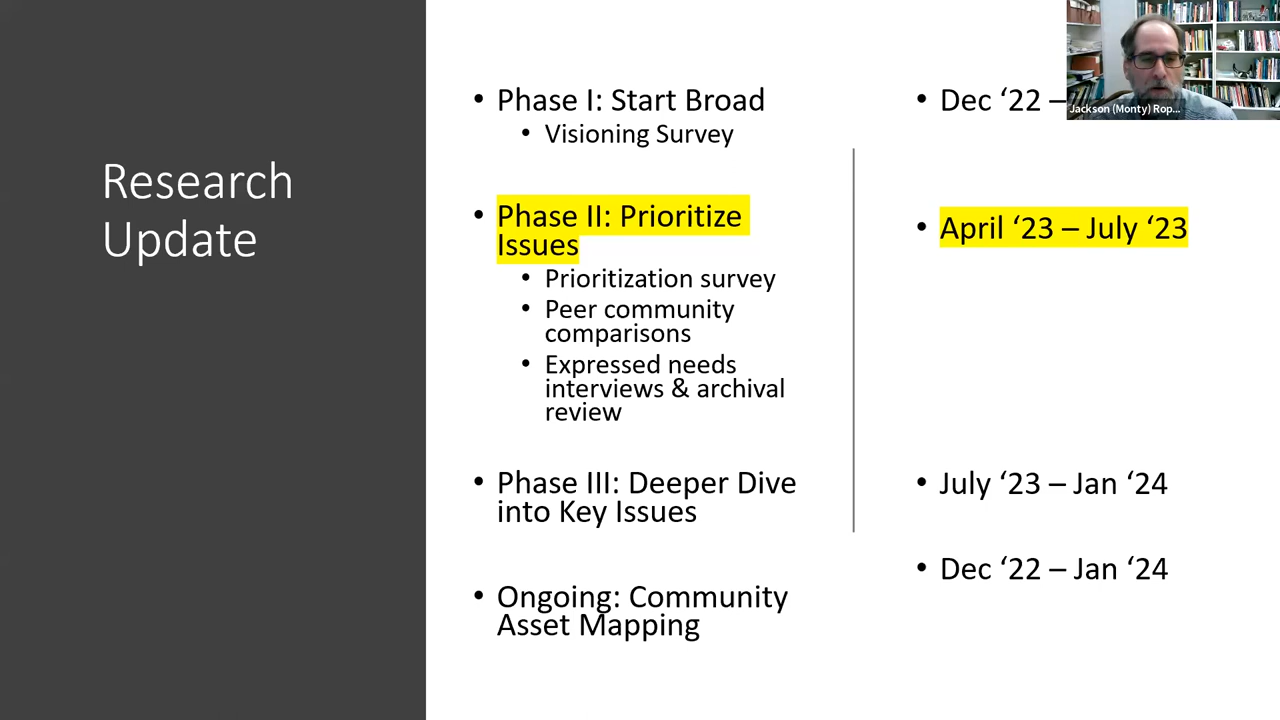 Research
Update
• Phase I: Start Broad
• Visioning Survey
• Phase II: Prioritize
Issues
• Prioritization survey
• Peer community
comparisons
• Expressed needs
interviews & archival
review
• Phase III: Deeper Dive
into Key Issues
• Ongoing: Community
Asset Mapping
• Dec ‘22 –
• April ‘23 – July ‘23
• July ‘23 – Jan ‘24
• Dec ‘22 – Jan ‘24
Jackson (Monty) Rop...